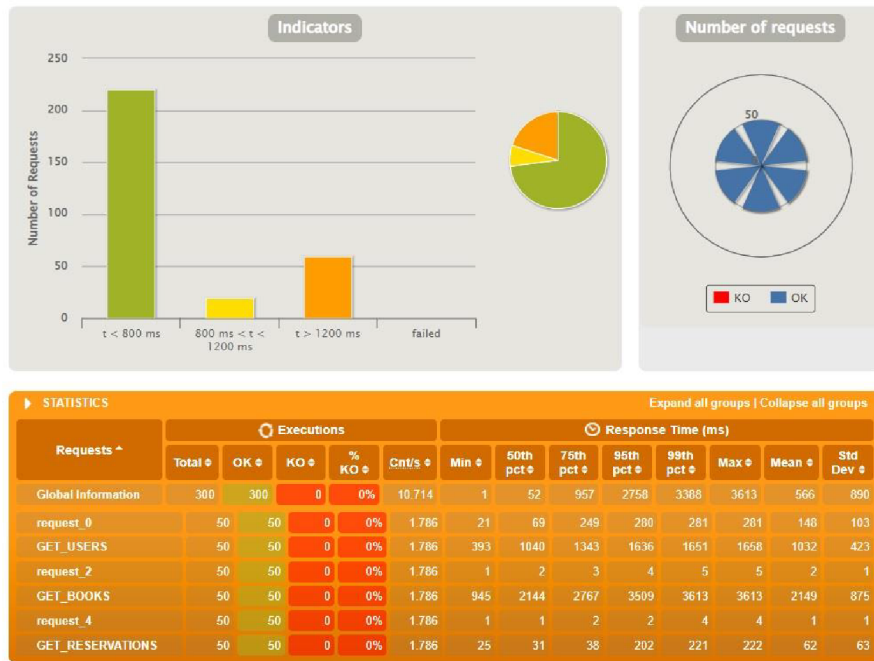 Indicators
250
200
150
100
50
0
Number of Requests
t < 800 ms
800 ms < t <
1200 ms
t > 1200 ms
failed
Number of requests
50
KO OK
STATISTICS Expand all groups | Collapse all groups
Requests Executions Response Time (ms)
Total OK KO % KO Cnt/s Min 50th pct 75th pct 95th pct 99th pct Max Mean Std Dev
Global Information 300 300 0 0% 10.714 1 52 957 2758 3388 3613 566 890
request_0 50 50 0 0% 1.786 21 69 249 280 281 281 148 103
GET_USERS 50 50 0 0% 1.786 393 1040 1343 1636 1651 1658 1032 423
request_2 50 50 0 0% 1.786 1 2 3 4 5 5 2 1
GET_BOOKS 50 50 0 0% 1.786 945 2144 2767 3509 3613 3613 2149 875
request_4 50 50 0 0% 1.786 1 1 2 2 4 4 1 1
GET_RESERVATIONS 50 50 0 0% 1.786 25 31 38 202 221 222 62 63